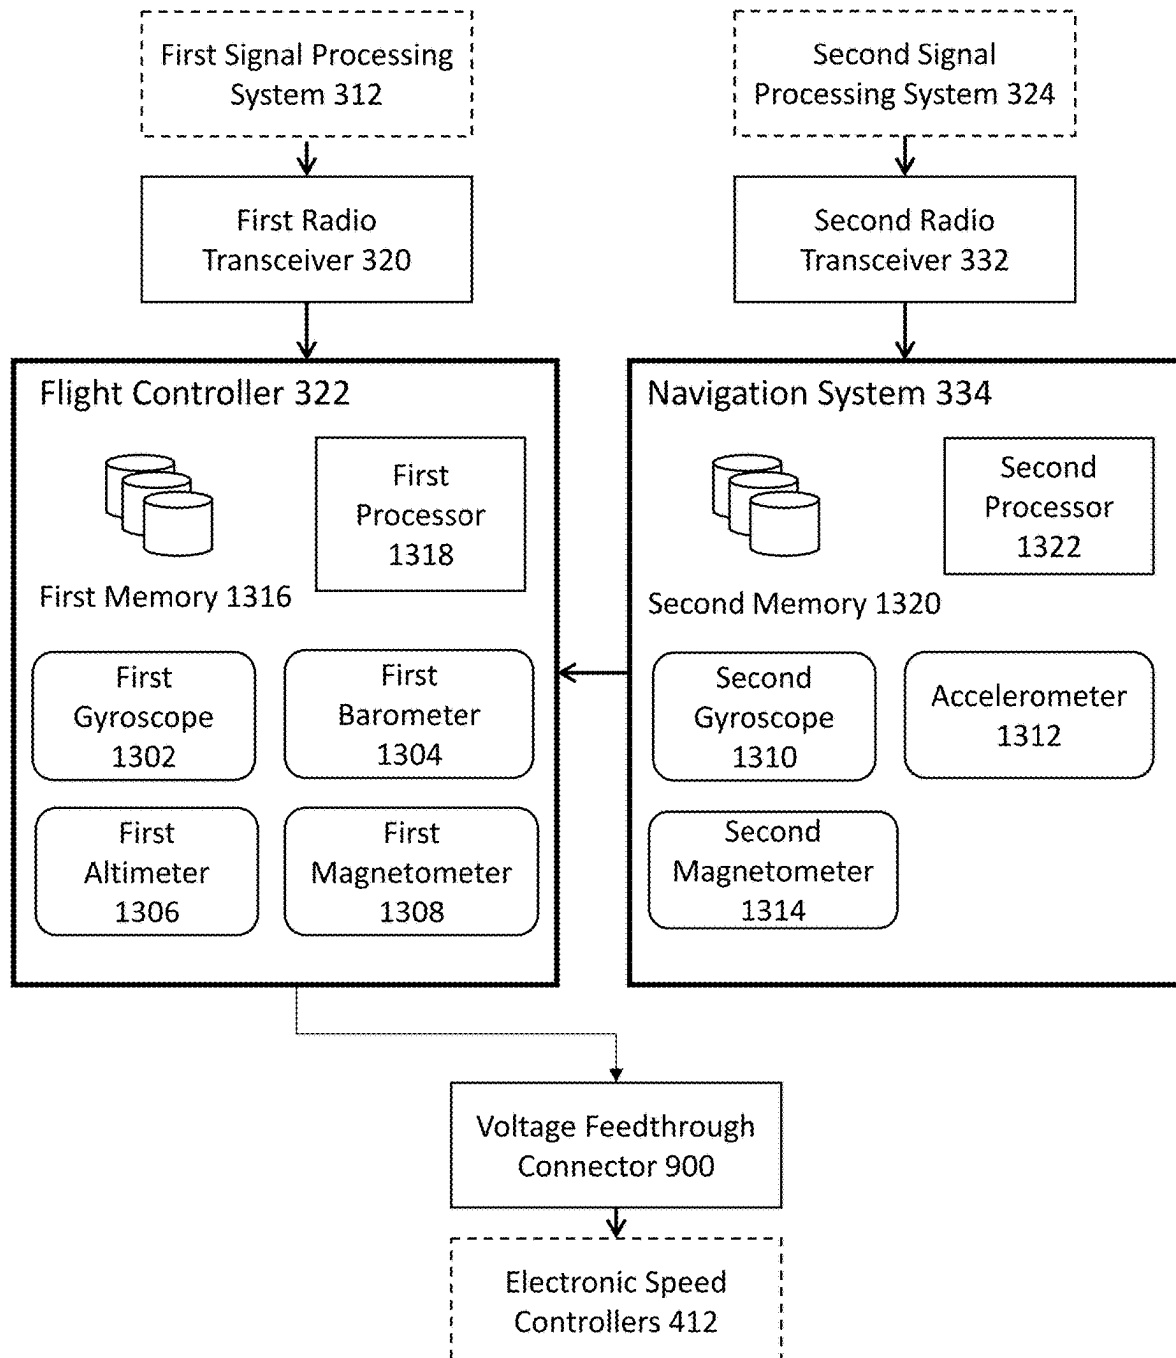 First Signal Processing
System 312
Second Signal
Processing System 324
First Radio
Transceiver 320
Second Radio
Transceiver 332
Flight Controller 322
First
Processor
1318
First Memory 1316
First
Gyroscope
1302
First
Barometer
1304
First
Altimeter
1306
First
Magnetometer
1308
Navigation System 334
Second
Processor
1322
Second Memory 1320
Second
Gyroscope
1310
Accelerometer
1312
Second
Magnetometer
1314
Voltage Feedthrough
Connector 900
Electronic Speed
Controllers 412